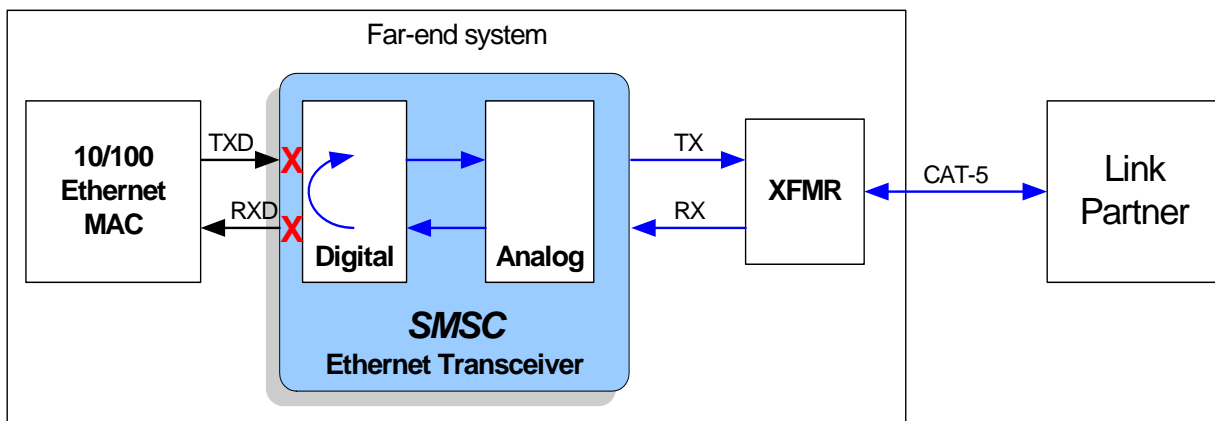 Far-end system
10/100
Ethernet
MAC
TXD
RXD
X
X
Digital
Analog
SMSC
Ethernet Transceiver
TX
RX
XFMR
CAT-5
Link
Partner